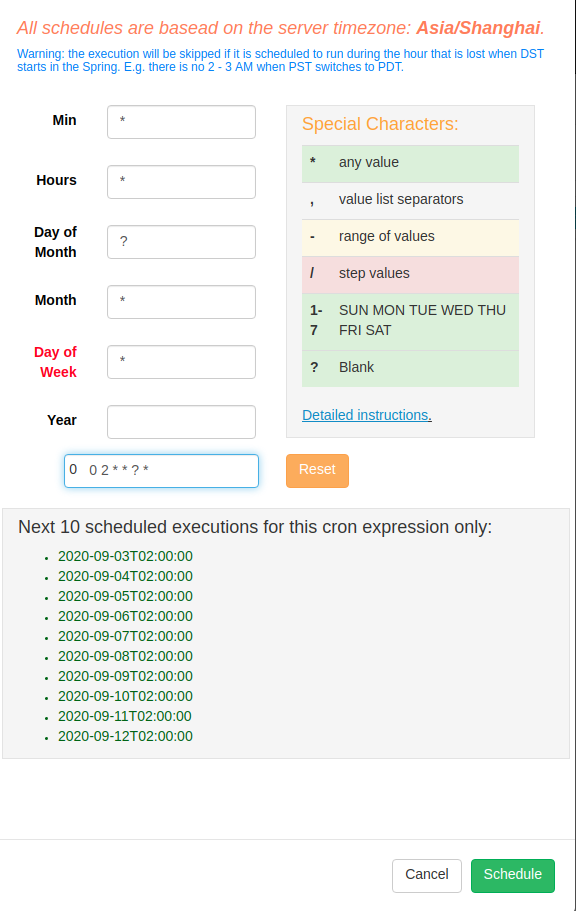 All schedules are basead on the server timezone: Asia/Shanghai.
Warning: the execution will be skipped if it is scheduled to run during the hour that is lost when DST
starts in the Spring. E.g. there is no 2 - 3 AM when PST switches to PDT.
Min
*
Hours
*
Day of
Month
?
Month
*
Day of
Week
*
Year
0 0 2 * * ? *
Special Characters:
* any value
, value list separators
- range of values
/ step values
1- SUN MON TUE WED THU
7 FRI SAT
? Blank
Detailed instructions.
Reset
Next 10 scheduled executions for this cron expression only:
• 2020-09-03T02:00:00
• 2020-09-04T02:00:00
• 2020-09-05T02:00:00
• 2020-09-06T02:00:00
• 2020-09-07T02:00:00
• 2020-09-08T02:00:00
• 2020-09-09T02:00:00
• 2020-09-10T02:00:00
• 2020-09-11T02:00:00
• 2020-09-12T02:00:00
Cancel
Schedule